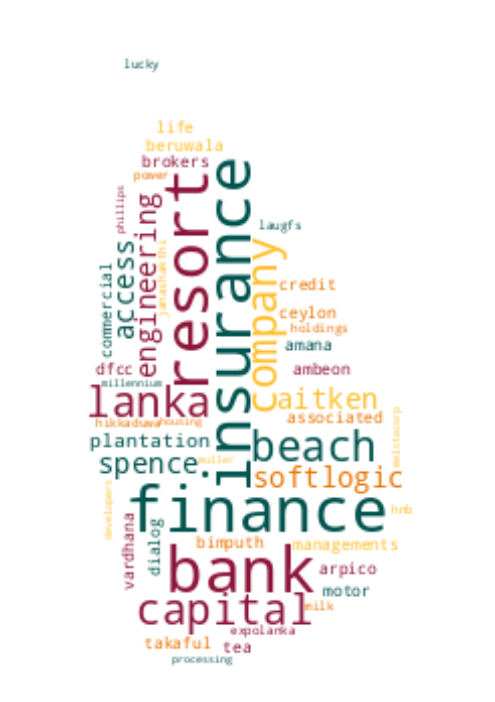 lucky
life
beruwala
brokers
power
phillips
resort
insurance
engineering
access
janashakthi
laugfs
company
commercial
credit
ceylon
holdings
amana
dfcc
ambeon
millennium
lanka
aitken
hikkaduwa
housing
associated
melstacorp
plantation
beach
spence
muller
softlogic
developers
finance
hnb
vardhana
dialog
bimputh
managements
bank
arpico
motor
capital
milk
expolanka
takaful
tea
processing